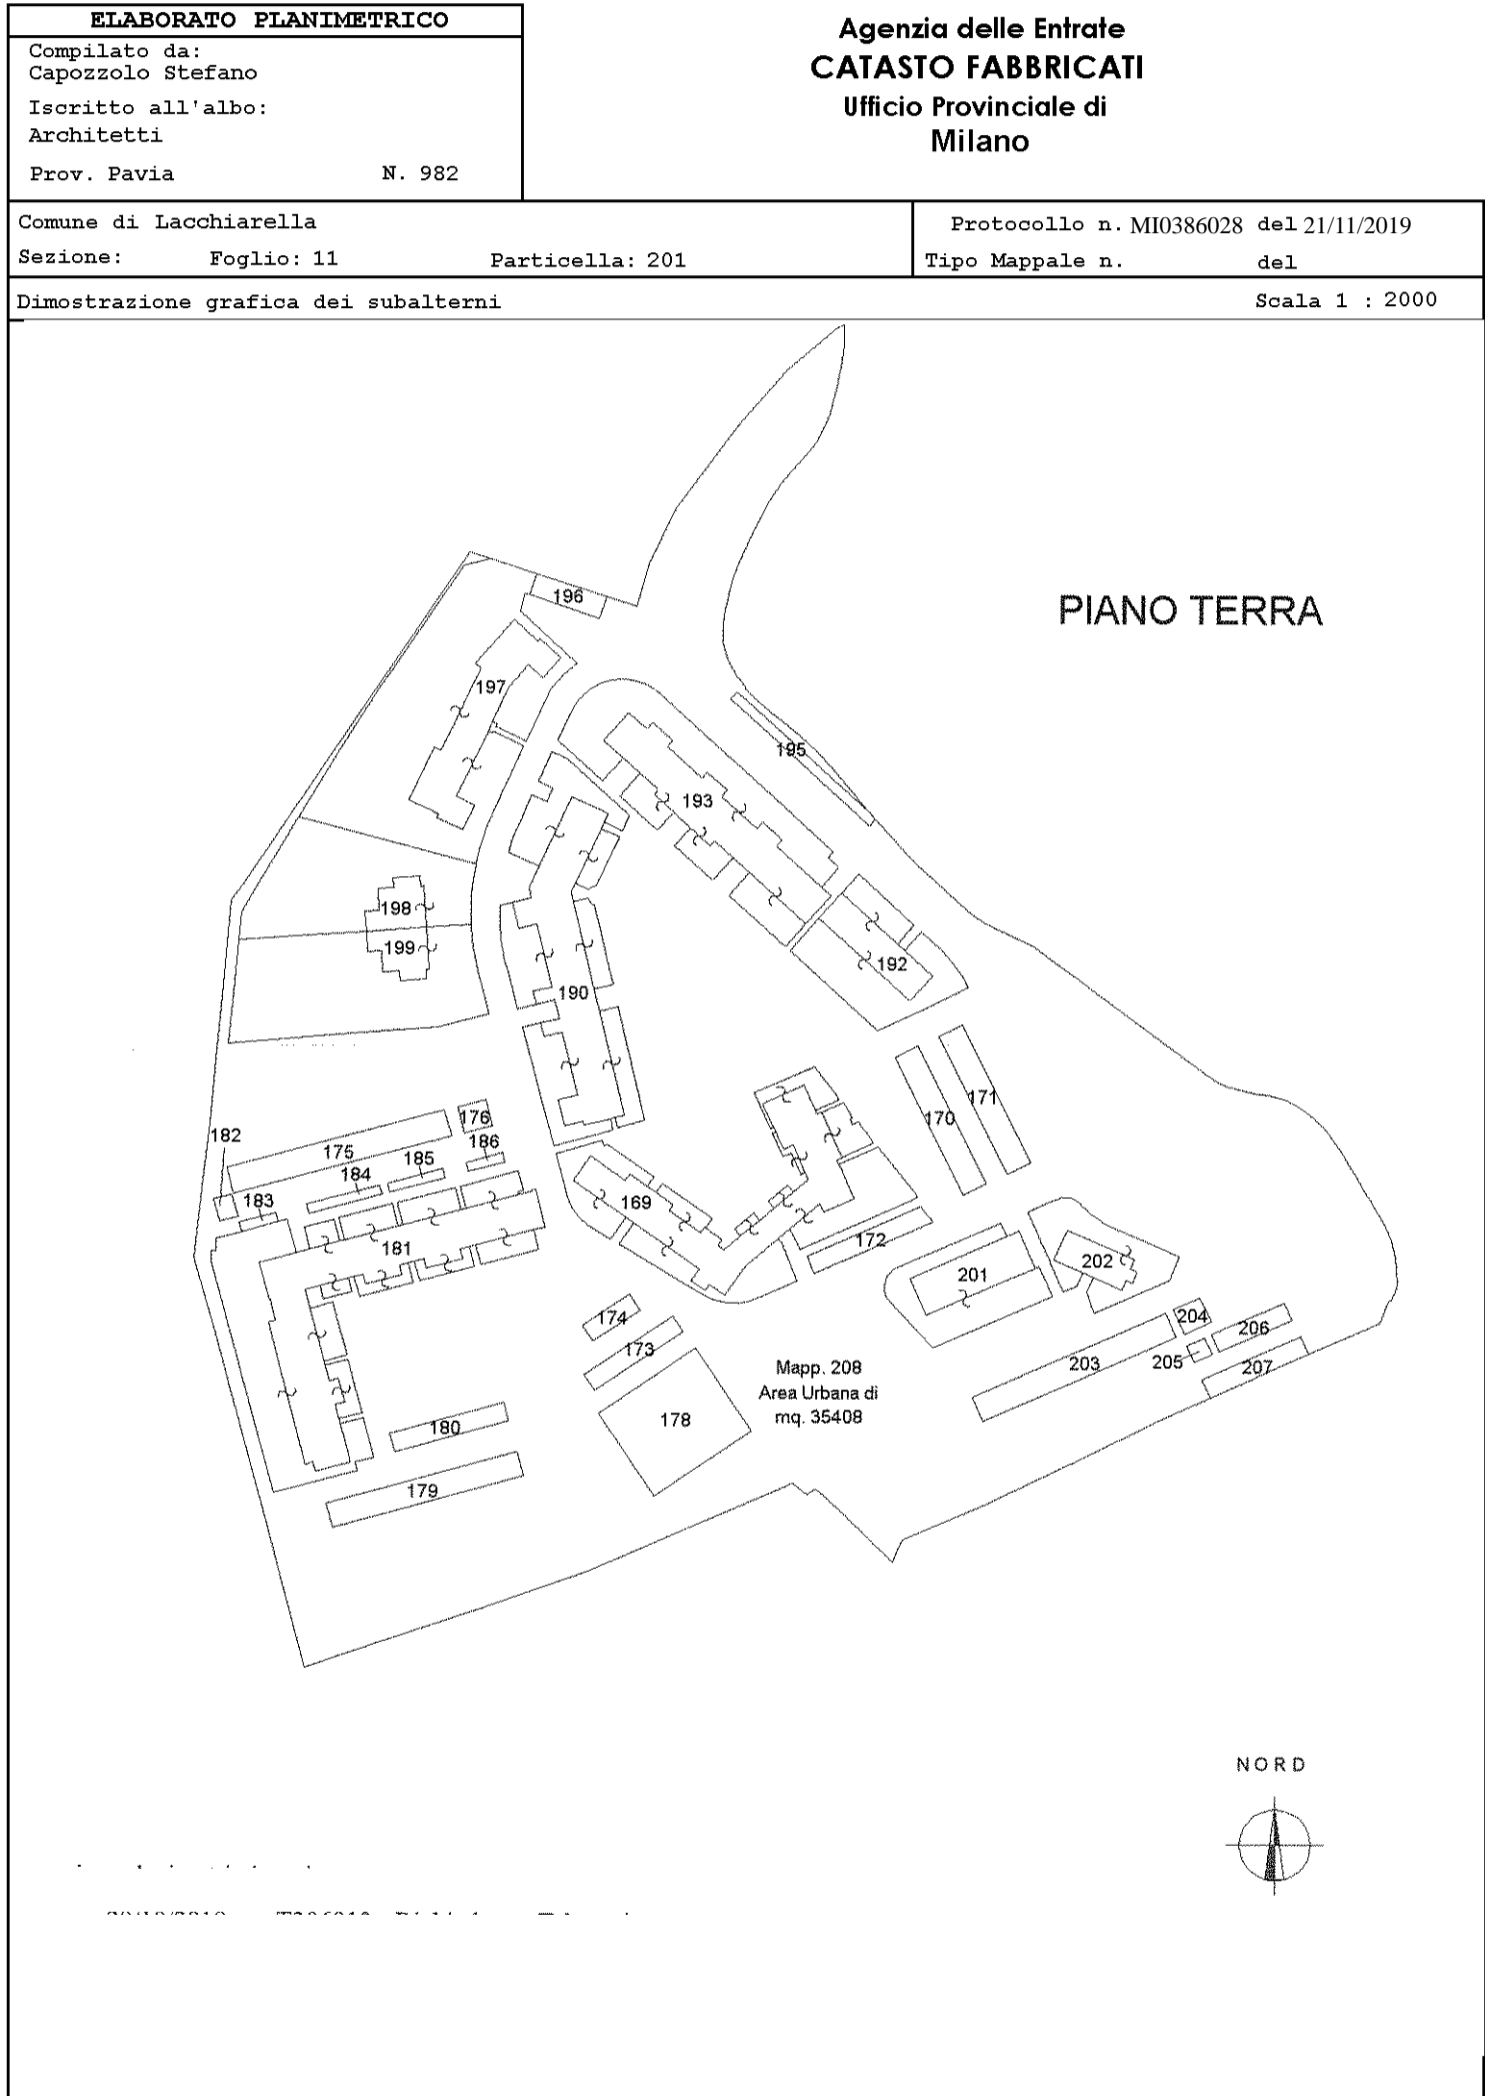 ELABORATO PLANIMETRICO
Compilato da:
Capozzolo Stefano
Iscritto all'albo:
Architetti
Prov. Pavia N. 982
Agenzia delle Entrate
CATASTO FABBRICATI
Ufficio Provinciale di
Milano
Comune di Lacchiarella
Sezione: Foglio: 11 Particella: 201
Protocollo n. MI0386028 del 21/11/2019
Tipo Mappale n. del
Dimostrazione grafica dei subalterni Scala 1 : 2000
PIANO TERRA
196
197
195
193
198
199
192
190
176
171
170
182
186
175
185
184
183
169
181
172
202
201
174
204
206
173
203
205
207
Mapp. 208
Area Urbana di
mq. 35408
178
180
179
NORD